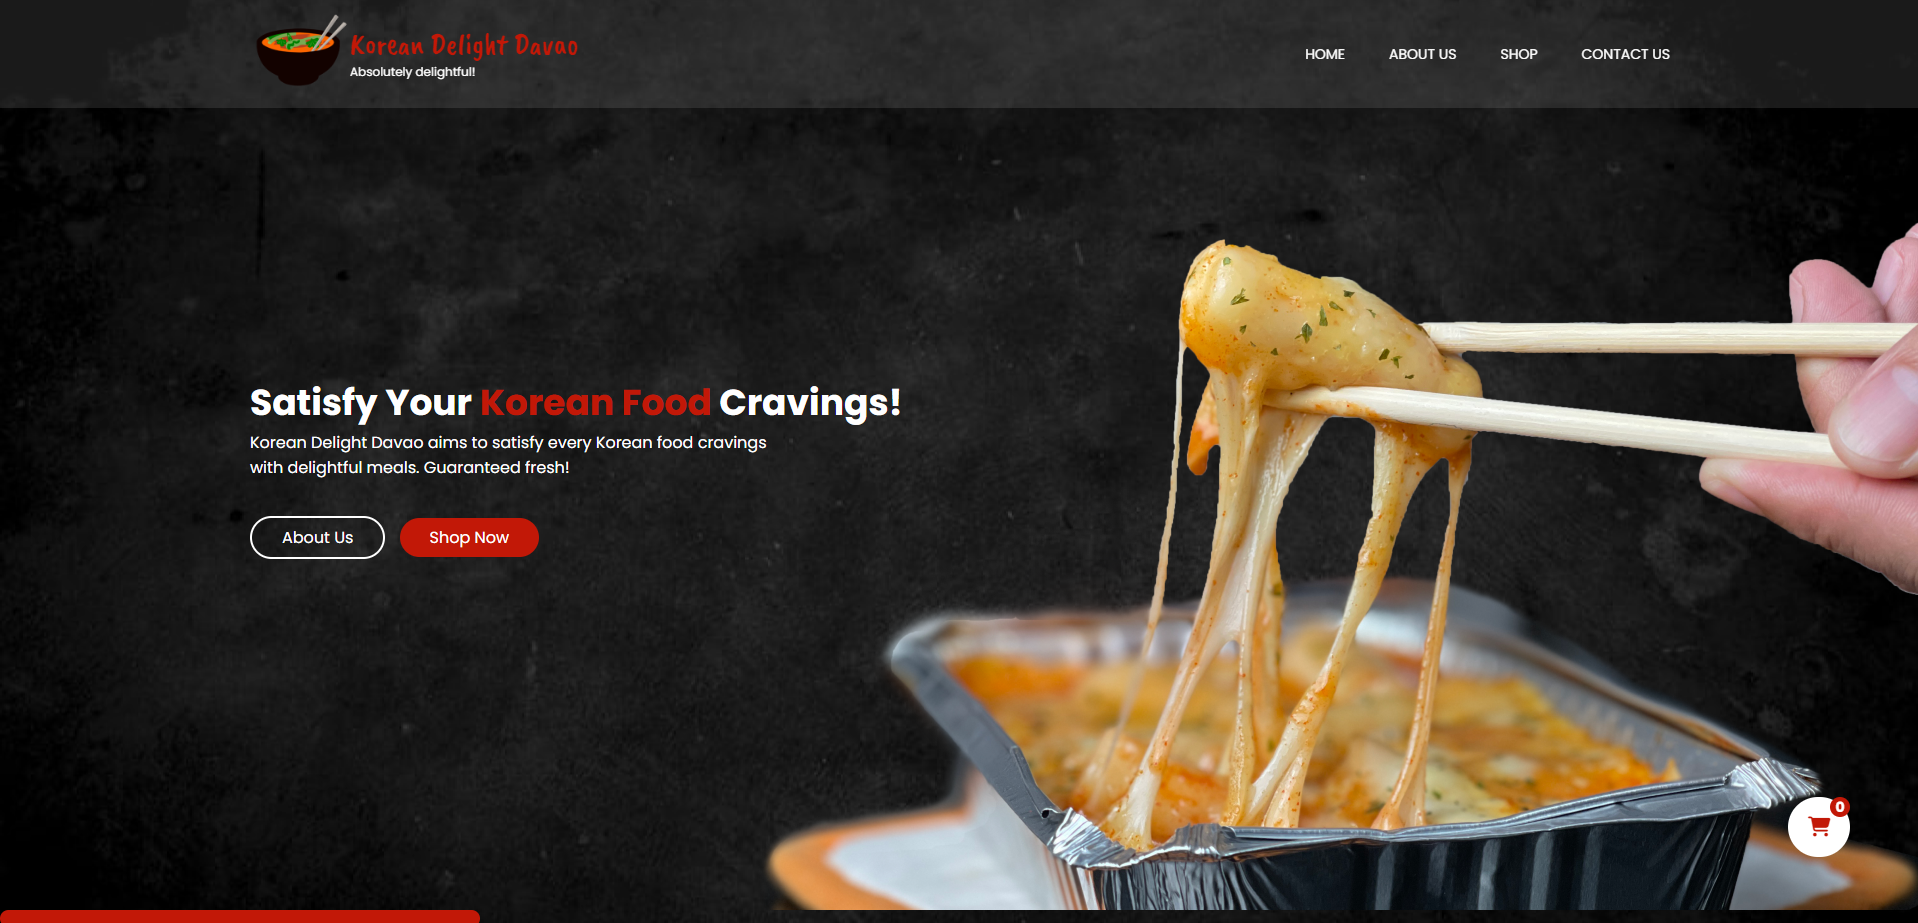 Korean Delight Davao
Absolutely delightful!
HOME ABOUT US SHOP CONTACT US
Satisfy Your Korean Food Cravings!
Korean Delight Davao aims to satisfy every Korean food cravings
with delightful meals. Guaranteed fresh!
About Us Shop Now
0